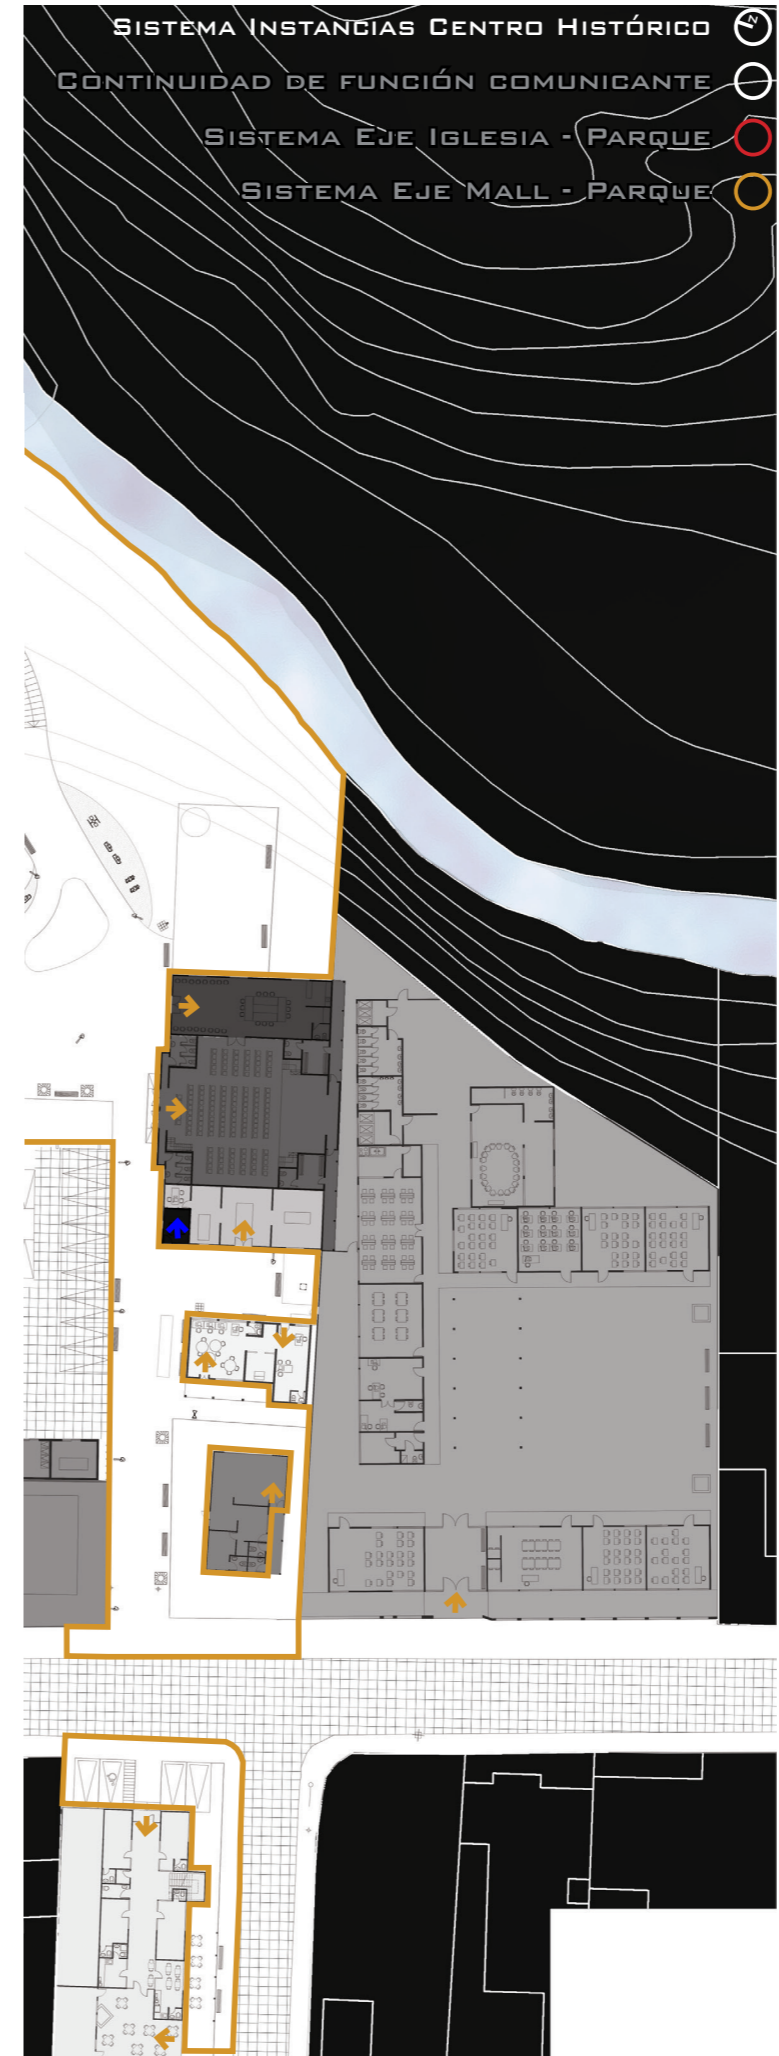 SISTEMA INSTANCIAS CENTRO HISTÓRICO N
CONTINUIDAD DE FUNCIÓN COMUNICANTE
SISTEMA EJE IGLESIA - PARQUE
SISTEMA EJE MALL - PARQUE